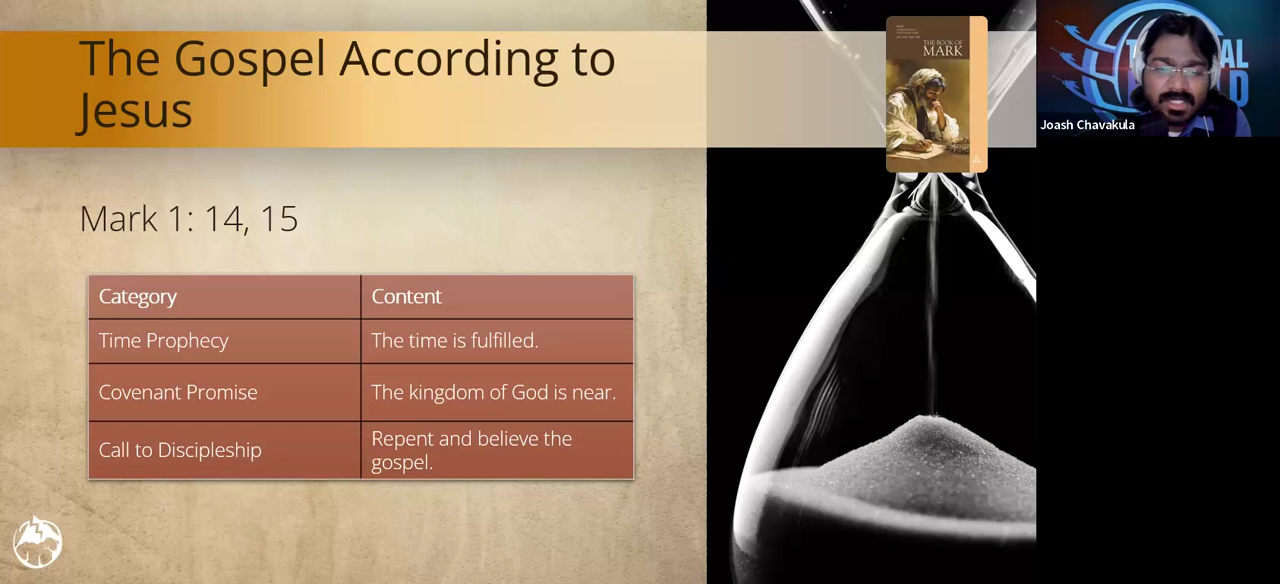 The Gospel According to
Jesus
Mark 1: 14, 15
Category
Content
Time Prophecy
The time is fulfilled.
Covenant Promise
The kingdom of God is near.
Call to Discipleship
Repent and believe the
gospel.
THE BOOK OF
MARK
Joash Chavakula